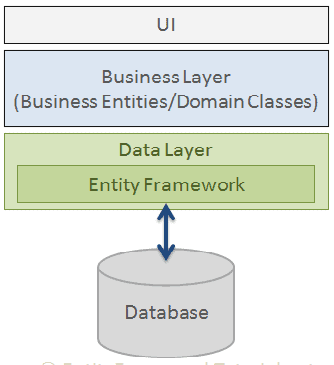 UI
Business Layer
(Business Entities/Domain Classes)
Data Layer
Entity Framework
Database